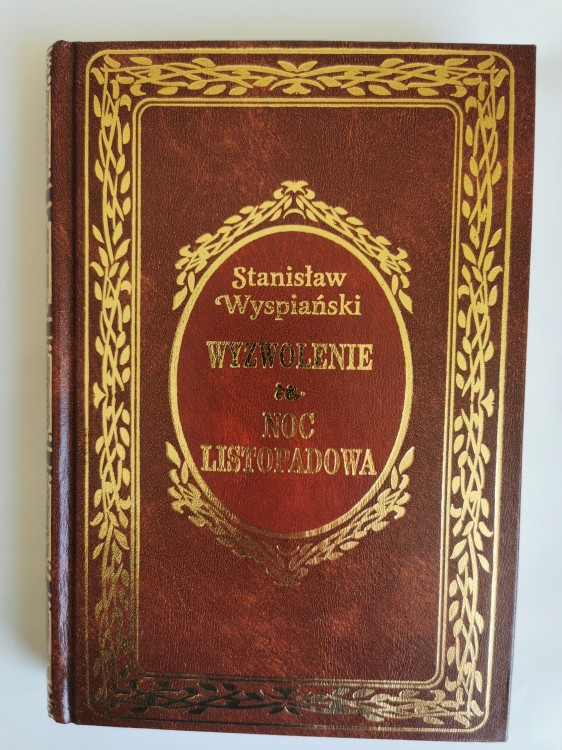 Stanisław
Wyspiański
WYZWOLENIE
NOC
LISTOPADOWA